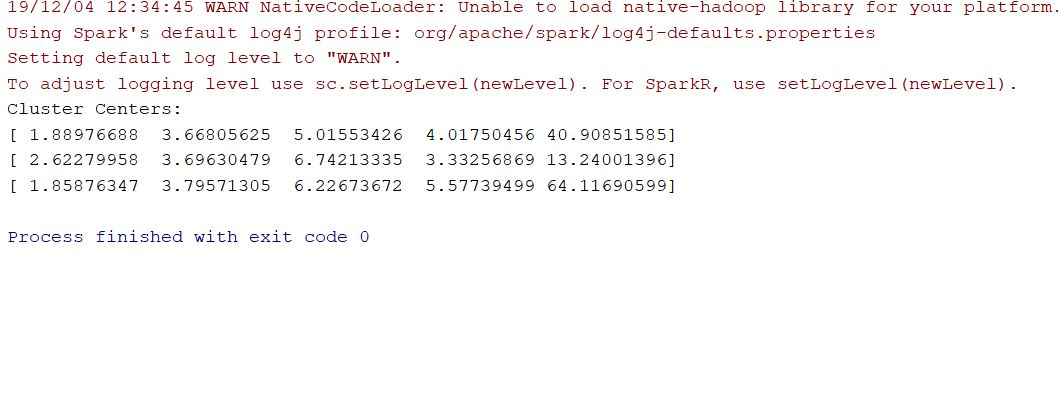 19/12/04 12:34:45 WARN NativeCodeLoader: Unable to load native-hadoop library for your platform.
Using Spark's default log4j profile: org/apache/spark/log4j-defaults.properties
Setting default log level to "WARN".
To adjust logging level use sc.setLogLevel(newLevel). For SparkR, use setLogLevel(newLevel).
Cluster Centers:
[ 1.88976688  3.66805625  5.01553426  4.01750456 40.90851585]
[ 2.62279958  3.69630479  6.74213335  3.33256869 13.24001396]
[ 1.85876347  3.79571305  6.22673672  5.57739499 64.11690599]
Process finished with exit code 0